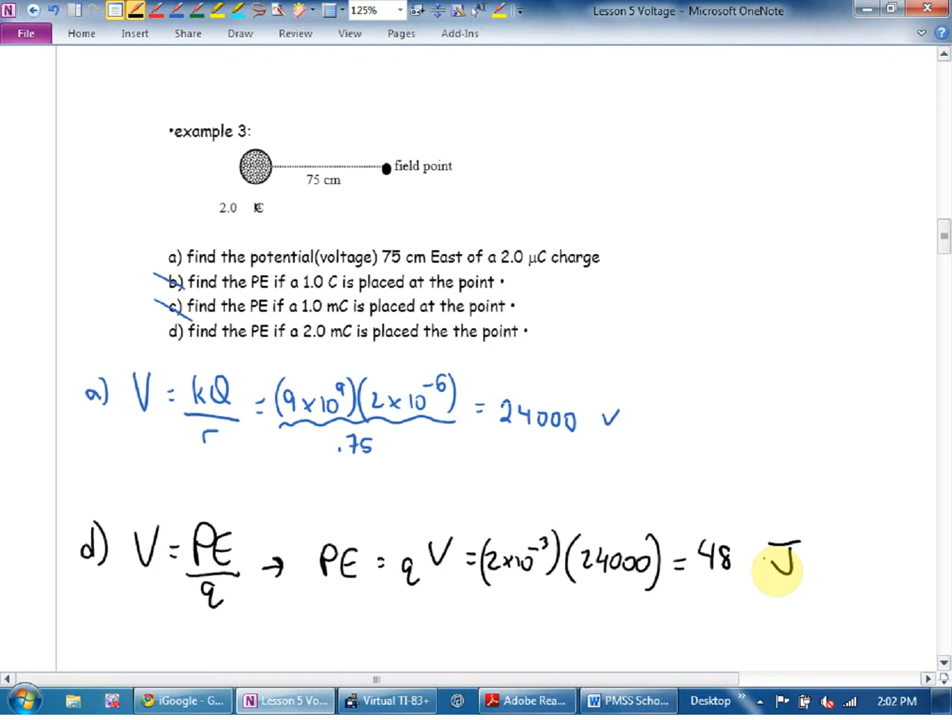 Lesson 5 Voltage - Microsoft OneNote
125%
File Home Insert Share Draw Review View Pages Add-Ins
•example 3:
field point
75 cm
2.0
a) find the potential(voltage) 75 cm East of a 2.0 μC charge
b) find the PE if a 1.0 C is placed at the point •
c) find the PE if a 1.0 mC is placed at the point •
d) find the PE if a 2.0 mC is placed the the point •
a) V = kQ/r = (9×10⁹)(2×10⁻⁶)/.75 = 24000 V
d) V = PE/q → PE = qV = (2×10⁻³)(24000) = 48 J
iGoogle - G...
Lesson 5 Vo...
Virtual TI-83+
Adobe Rea...
PMSS Scho...
Desktop
2:02 PM